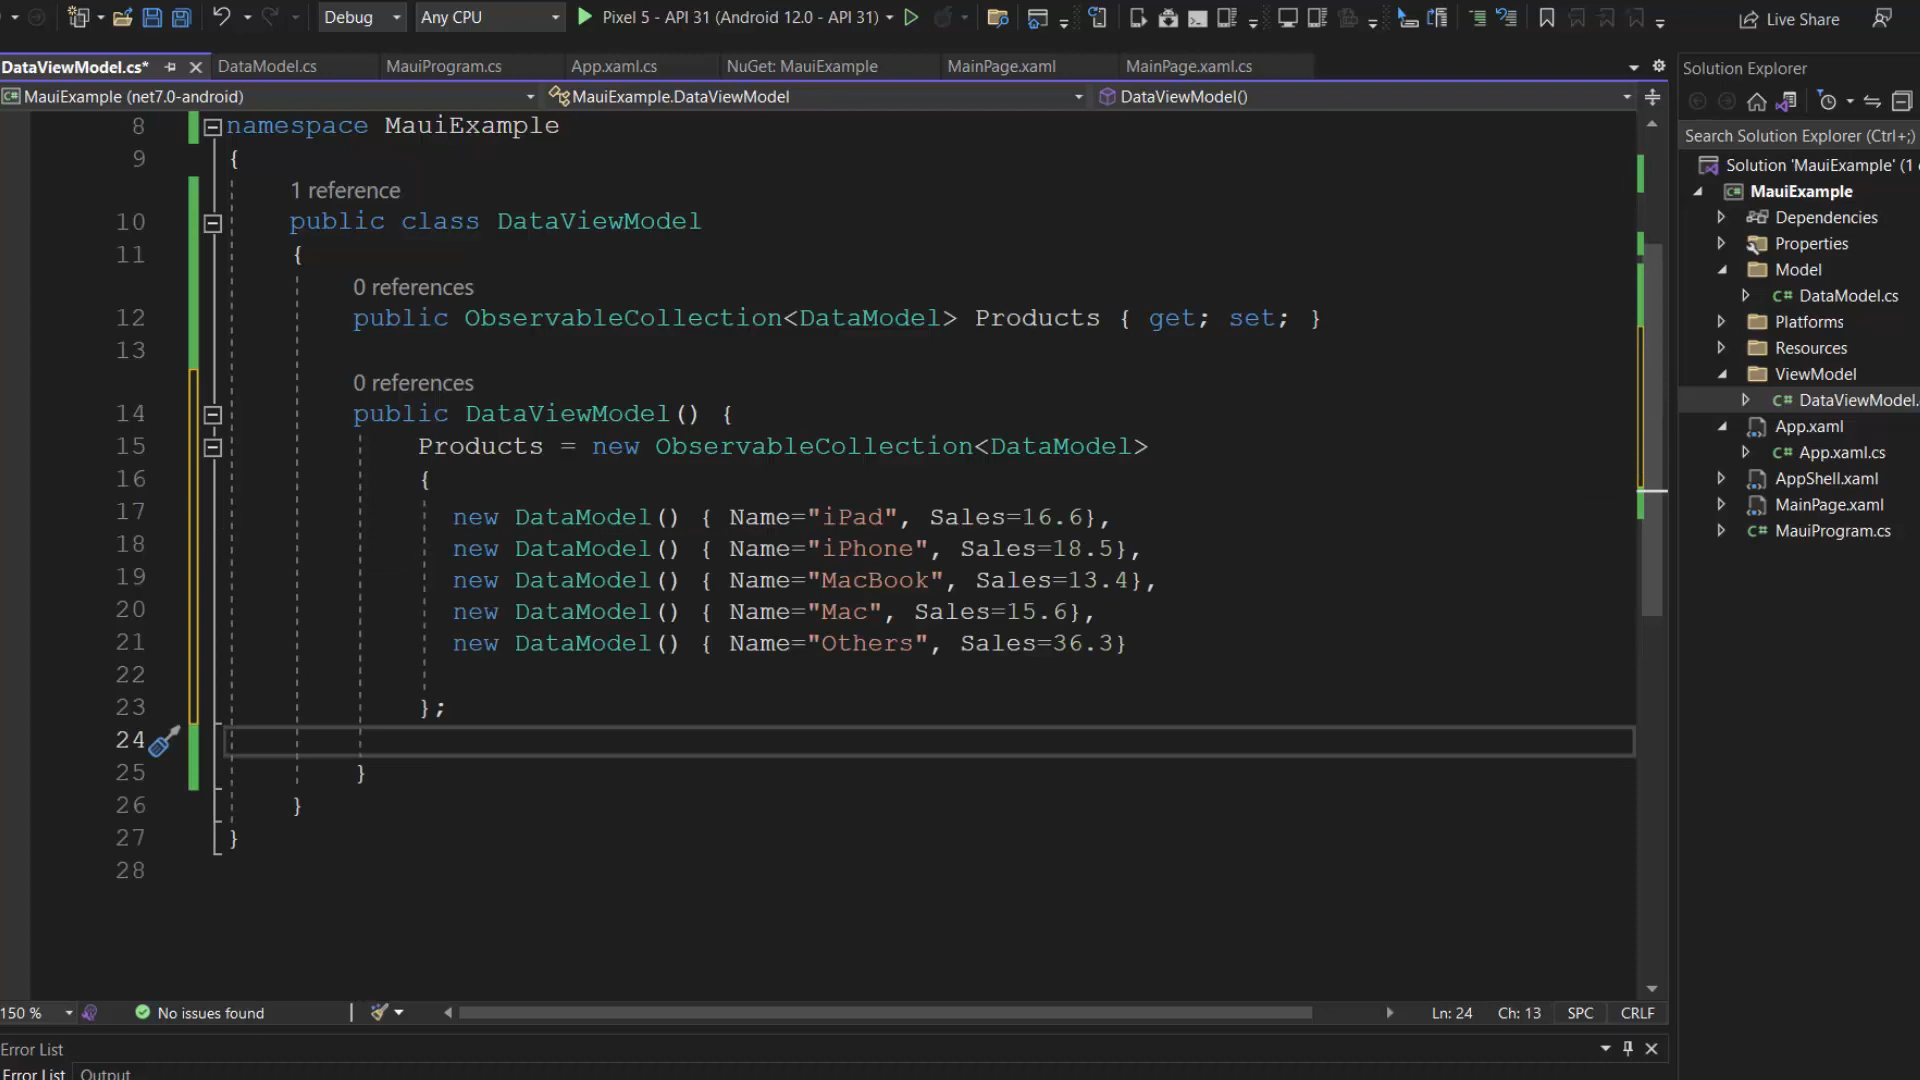 Debug
Any CPU
Pixel 5 - API 31 (Android 12.0 - API 31)
Live Share
DataViewModel.cs*
DataModel.cs
MauiProgram.cs
App.xaml.cs
NuGet: MauiExample
MainPage.xaml
MainPage.xaml.cs
Solution Explorer
MauiExample (net7.0-android)
MauiExample.DataViewModel
DataViewModel()
8 namespace MauiExample
9 {
1 reference
10 public class DataViewModel
11 {
0 references
12 public ObservableCollection<DataModel> Products { get; set; }
13
0 references
14 public DataViewModel() {
15 Products = new ObservableCollection<DataModel>
16 {
17 new DataModel() { Name="iPad", Sales=16.6},
18 new DataModel() { Name="iPhone", Sales=18.5},
19 new DataModel() { Name="MacBook", Sales=13.4},
20 new DataModel() { Name="Mac", Sales=15.6},
21 new DataModel() { Name="Others", Sales=36.3}
22
23 };
24
25 }
26 }
27 }
28
Search Solution Explorer (Ctrl+;)
Solution 'MauiExample' (1
MauiExample
Dependencies
Properties
Model
C# DataModel.cs
Platforms
Resources
ViewModel
C# DataViewModel.
App.xaml
C# App.xaml.cs
AppShell.xaml
MainPage.xaml
C# MauiProgram.cs
150 %
No issues found
Ln: 24
Ch: 13
SPC
CRLF
Error List
Error List
Output